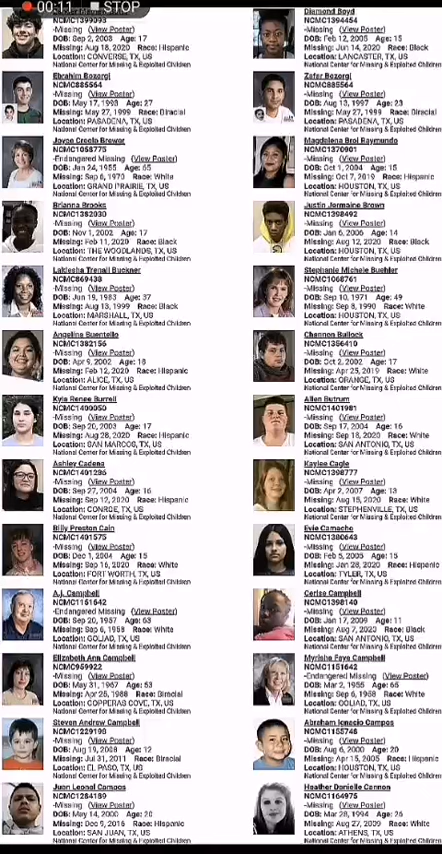 00:11 STOP
NCMC1399093
-Missing (View Poster)
DOB: Sep 2, 2003 Age: 17
Missing: Aug 18, 2020 Race: Hispanic
Location: CONVERSE, TX, US
National Center for Missing & Exploited Children
Diamond Boyd
NCMC1394454
-Missing (View Poster)
DOB: Feb 12, 2005 Age: 15
Missing: Jun 14, 2020 Race: Black
Location: LANCASTER, TX, US
National Center for Missing & Exploited Children
Ebrahim Bozorgi
NCMC885564
-Missing (View Poster)
DOB: May 17, 1993 Age: 27
Missing: May 27, 1999 Race: Biracial
Location: PASADENA, TX, US
National Center for Missing & Exploited Children
Zafar Bozorgi
NCMC885564
-Missing (View Poster)
DOB: Aug 13, 1997 Age: 23
Missing: May 27, 1999 Race: Biracial
Location: PASADENA, TX, US
National Center for Missing & Exploited Children
Joyce Creola Brewer
NCMC1058775
-Endangered Missing (View Poster)
DOB: Jan 24, 1955 Age: 65
Missing: Sep 6, 1970 Race: White
Location: GRAND PRAIRIE, TX, US
National Center for Missing & Exploited Children
Magdelena Brol Raymundo
NCMC1370901
-Missing (View Poster)
DOB: Oct 1, 2004 Age: 15
Missing: Oct 7, 2019 Race: Hispanic
Location: HOUSTON, TX, US
National Center for Missing & Exploited Children
Brianna Brooks
NCMC1382030
-Missing (View Poster)
DOB: Nov 1, 2002 Age: 17
Missing: Feb 11, 2020 Race: Black
Location: THE WOODLANDS, TX, US
National Center for Missing & Exploited Children
Justin Jermaine Brown
NCMC1398492
-Missing (View Poster)
DOB: Jan 6, 2006 Age: 14
Missing: Aug 12, 2020 Race: Black
Location: HOUSTON, TX, US
National Center for Missing & Exploited Children
Lakiesha Trenail Buckner
NCMC869438
-Missing (View Poster)
DOB: Jun 19, 1983 Age: 37
Missing: Aug 13, 1999 Race: Black
Location: MARSHALL, TX, US
National Center for Missing & Exploited Children
Stephanie Michele Buehler
NCMC1068761
-Missing (View Poster)
DOB: Sep 10, 1971 Age: 49
Missing: Sep 8, 1990 Race: White
Location: HOUSTON, TX, US
National Center for Missing & Exploited Children
Angelina Buentello
NCMC1382156
-Missing (View Poster)
DOB: Apr 9, 2002 Age: 18
Missing: Feb 12, 2020 Race: Hispanic
Location: ALICE, TX, US
National Center for Missing & Exploited Children
Channon Bullock
NCMC1356410
-Missing (View Poster)
DOB: Oct 2, 2002 Age: 17
Missing: Apr 25, 2019 Race: White
Location: ORANGE, TX, US
National Center for Missing & Exploited Children
Kyla Renee Burrell
NCMC1400050
-Missing (View Poster)
DOB: Sep 20, 2003 Age: 17
Missing: Aug 28, 2020 Race: Hispanic
Location: SAN MARCOS, TX, US
National Center for Missing & Exploited Children
Allen Butrum
NCMC1401981
-Missing (View Poster)
DOB: Sep 17, 2004 Age: 16
Missing: Sep 18, 2020 Race: White
Location: SAN ANTONIO, TX, US
National Center for Missing & Exploited Children
Ashley Cadena
NCMC1401236
-Missing (View Poster)
DOB: Sep 27, 2004 Age: 16
Missing: Sep 12, 2020 Race: Hispanic
Location: CONROE, TX, US
National Center for Missing & Exploited Children
Kaylee Cagle
NCMC1398777
-Missing (View Poster)
DOB: Apr 2, 2007 Age: 13
Missing: Aug 15, 2020 Race: White
Location: STEPHENVILLE, TX, US
National Center for Missing & Exploited Children
Billy Preston Cain
NCMC1401575
-Missing (View Poster)
DOB: Dec 1, 2004 Age: 15
Missing: Sep 16, 2020 Race: White
Location: FORT WORTH, TX, US
National Center for Missing & Exploited Children
Evie Camacho
NCMC1380643
-Missing (View Poster)
DOB: Feb 5, 2005 Age: 15
Missing: Jan 28, 2020 Race: Hispanic
Location: TYLER, TX, US
National Center for Missing & Exploited Children
A.J. Campbell
NCMC1151642
-Endangered Missing (View Poster)
DOB: Sep 20, 1957 Age: 63
Missing: Sep 6, 1958 Race: White
Location: GOLIAD, TX, US
National Center for Missing & Exploited Children
Cerise Campbell
NCMC1398140
-Missing (View Poster)
DOB: Jan 17, 2009 Age: 11
Missing: Aug 7, 2020 Race: Black
Location: SAN ANTONIO, TX, US
National Center for Missing & Exploited Children
Elizabeth Ann Campbell
NCMC959922
-Missing (View Poster)
DOB: May 31, 1967 Age: 53
Missing: Apr 25, 1988 Race: Biracial
Location: COPPERAS COVE, TX, US
National Center for Missing & Exploited Children
Faye Campbell
NCMC1151642
-Endangered Missing (View Poster)
DOB: Mar 2, 1955 Age: 65
Missing: Sep 6, 1958 Race: White
Location: GOLIAD, TX, US
National Center for Missing & Exploited Children
Steven Andrew Campbell
NCMC1229193
-Missing (View Poster)
DOB: Aug 19, 2008 Age: 12
Missing: Jul 31, 2011 Race: Biracial
Location: EL PASO, TX, US
National Center for Missing & Exploited Children
Abraham Ignacio Campos
NCMC1155748
-Missing (View Poster)
DOB: Aug 6, 2000 Age: 20
Missing: Apr 15, 2005 Race: Hispanic
Location: HOUSTON, TX, US
National Center for Missing & Exploited Children
Juan Leonel Campos
NCMC1284189
-Missing (View Poster)
DOB: May 14, 2000 Age: 20
Missing: Dec 9, 2016 Race: Hispanic
Location: SAN JUAN, TX, US
National Center for Missing & Exploited Children
Heather Danielle Cannon
NCMC1164975
-Missing (View Poster)
DOB: Mar 28, 1994 Age: 26
Missing: Aug 27, 2009 Race: White
Location: ATHENS, TX, US
National Center for Missing & Exploited Children